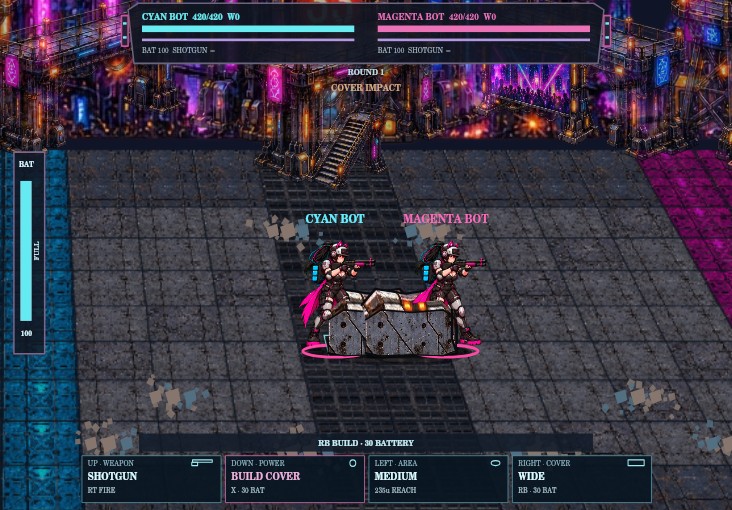 CYAN BOT 420/420 W0
MAGENTA BOT 420/420 W0
BAT 100 SHOTGUN ∞
BAT 100 SHOTGUN ∞
ROUND 1
COVER IMPACT
BAT
FULL
100
CYAN BOT
MAGENTA BOT
RB BUILD · 30 BATTERY
UP · WEAPON
SHOTGUN
RT FIRE
DOWN · POWER
BUILD COVER
X · 30 BAT
LEFT · AREA
MEDIUM
235u REACH
RIGHT · COVER
WIDE
RB · 30 BAT